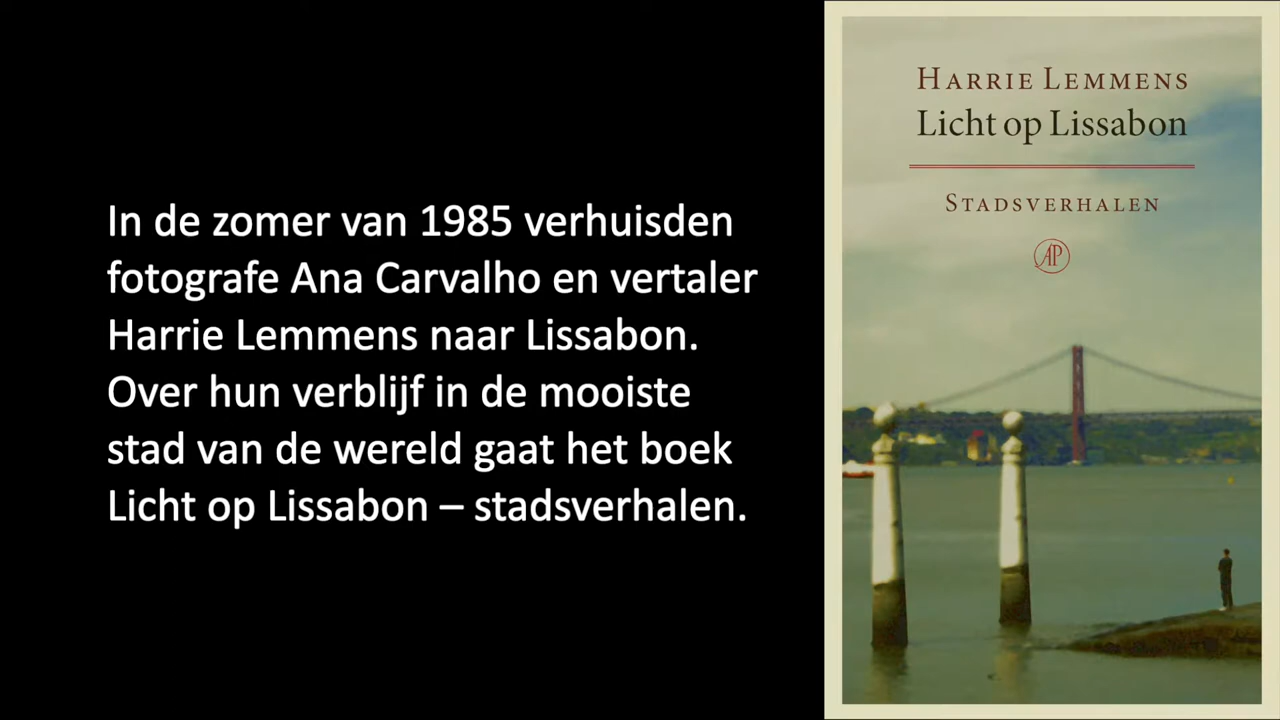 In de zomer van 1985 verhuisden
fotografe Ana Carvalho en vertaler
Harrie Lemmens naar Lissabon.
Over hun verblijf in de mooiste
stad van de wereld gaat het boek
Licht op Lissabon – stadsverhalen.
HARRIE LEMMENS
Licht op Lissabon
STADSVERHALEN
AP